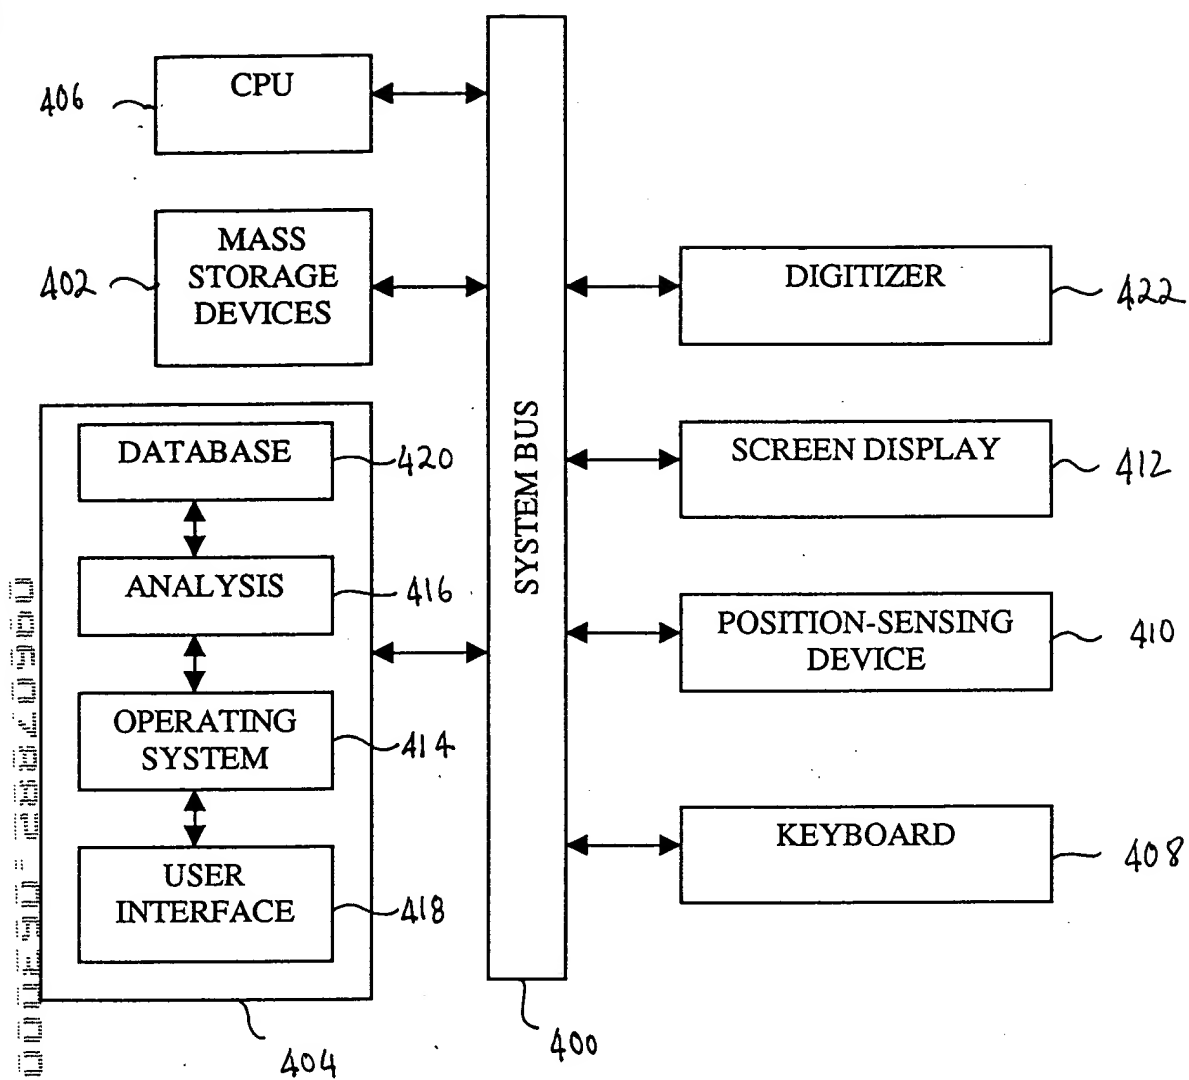 CPU
406
MASS
STORAGE
DEVICES
402
DATABASE
420
ANALYSIS
416
OPERATING
SYSTEM
414
USER
INTERFACE
418
404
SYSTEM BUS
400
DIGITIZER
422
SCREEN DISPLAY
412
POSITION-SENSING
DEVICE
410
KEYBOARD
408